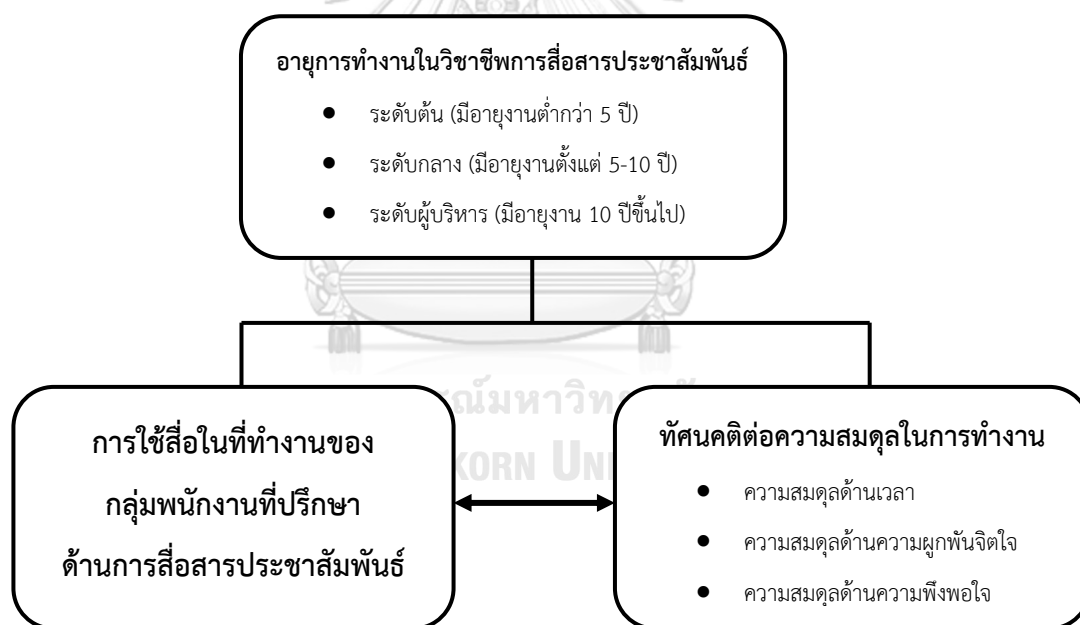 อายุการทำงานในวิชาชีพการสื่อสารประชาสัมพันธ์
● ระดับต้น (มีอายุงานต่ำกว่า 5 ปี)
● ระดับกลาง (มีอายุงานตั้งแต่ 5-10 ปี)
● ระดับผู้บริหาร (มีอายุงาน 10 ปีขึ้นไป)
การใช้สื่อในที่ทำงานของ
กลุ่มพนักงานที่ปรึกษา
ด้านการสื่อสารประชาสัมพันธ์
ทัศนคติต่อความสมดุลในการทำงาน
● ความสมดุลด้านเวลา
● ความสมดุลด้านความผูกพันจิตใจ
● ความสมดุลด้านความพึงพอใจ